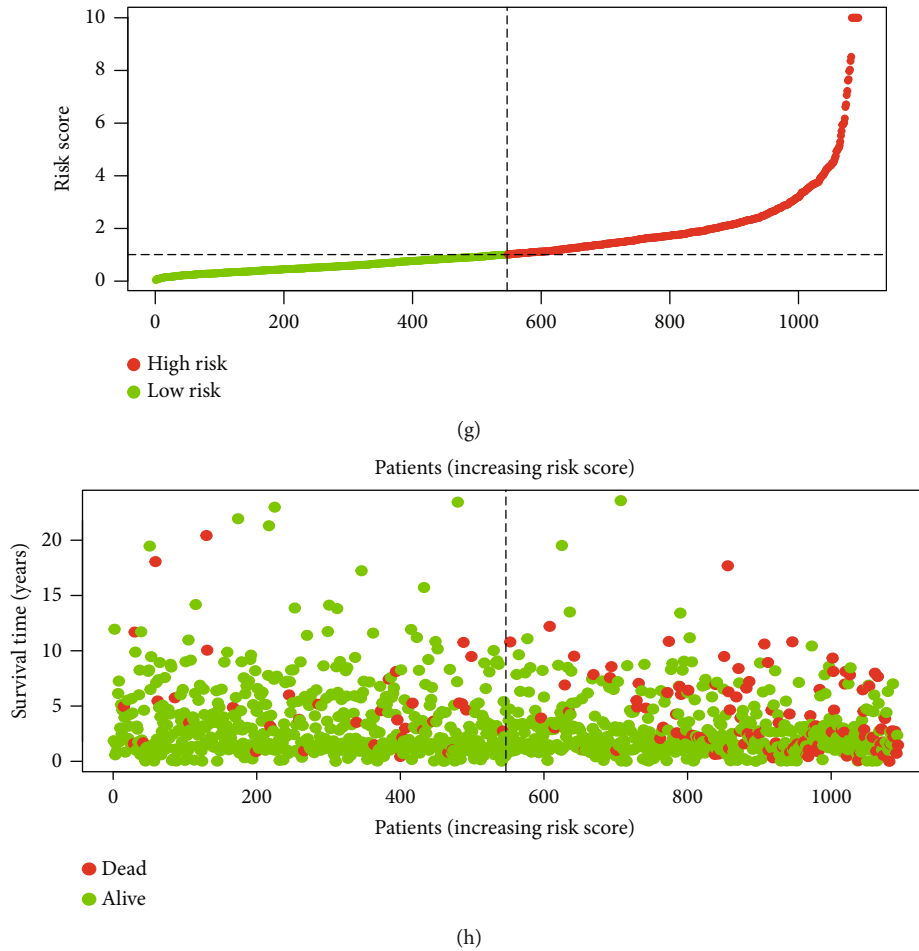 10
8
6
4
2
0
Risk score
0 200 400 600 800 1000
High risk
Low risk
(g)
Patients (increasing risk score)
20
15
10
5
0
Survival time (years)
0 200 400 600 800 1000
Patients (increasing risk score)
Dead
Alive
(h)